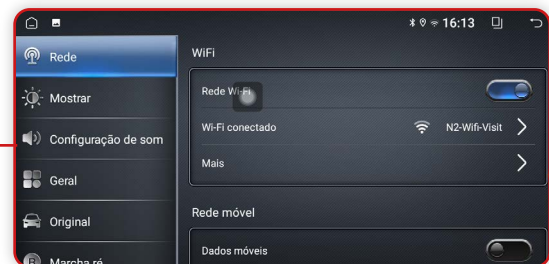 16:13
Rede
Mostrar
Configuração de som
Geral
Original
Marcha ré
WiFi
Rede Wi-Fi
Wi-Fi conectado N2-Wifi-Visit
Mais
Rede móvel
Dados móveis